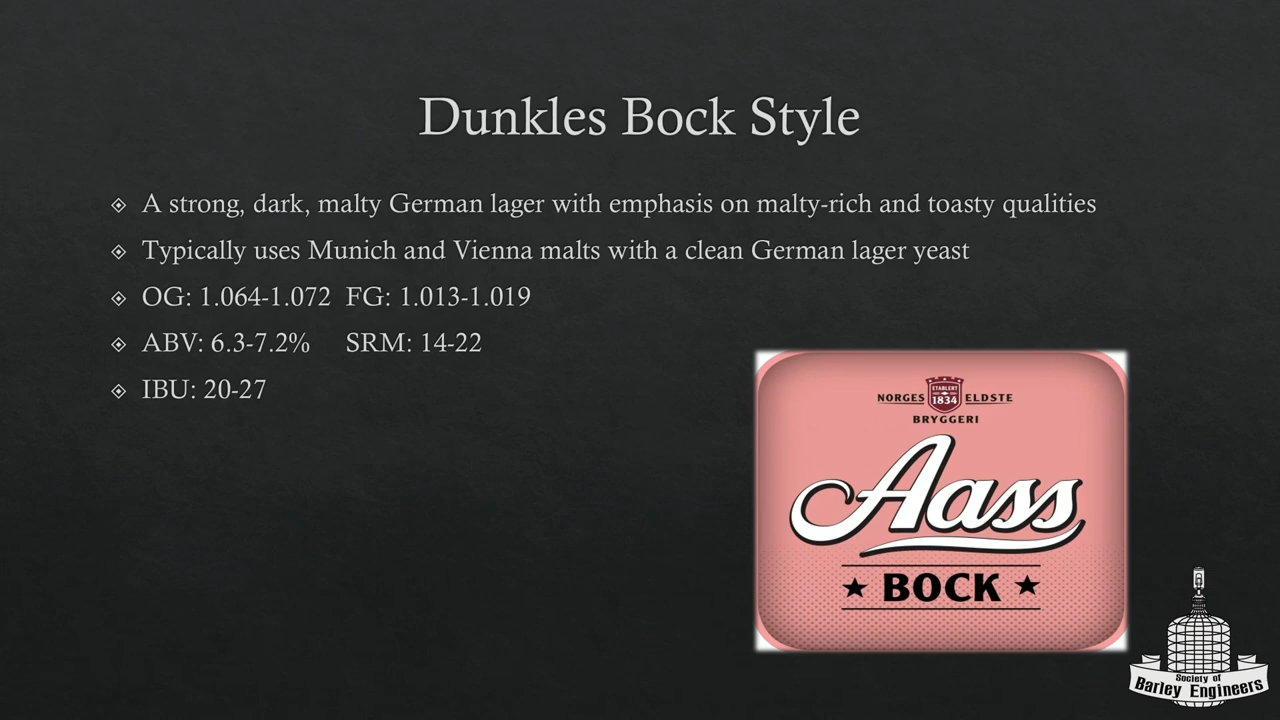 Dunkles Bock Style
A strong, dark, malty German lager with emphasis on malty-rich and toasty qualities
Typically uses Munich and Vienna malts with a clean German lager yeast
OG: 1.064-1.072 FG: 1.013-1.019
ABV: 6.3-7.2% SRM: 14-22
IBU: 20-27
ETABLERT
NORGES 1834 ELDSTE
BRYGGERI
Aass
★ BOCK ★
Society of
Barley Engineers